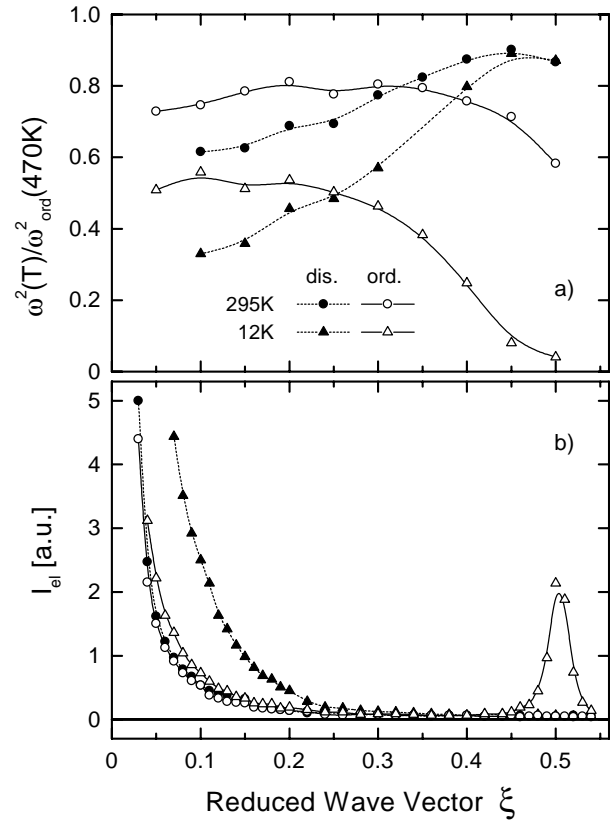 1.0
0.8
0.6
0.4
0.2
0
ω²(T)/ω²ord(470K)
dis. ord.
295K
12K
a)
5
4
3
2
1
0
I el [a.u.]
b)
0 0.1 0.2 0.3 0.4 0.5
Reduced Wave Vector ξ